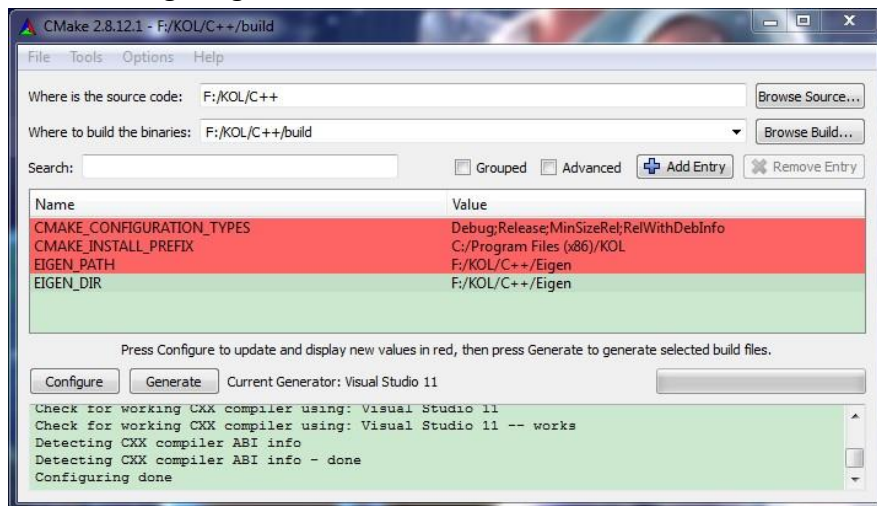 CMake 2.8.12.1 - F:/KOL/C++/build
File Tools Options Help
Where is the source code: F:/KOL/C++ Browse Source...
Where to build the binaries: F:/KOL/C++/build Browse Build...
Search: Grouped Advanced Add Entry Remove Entry
Name Value
CMAKE_CONFIGURATION_TYPES Debug;Release;MinSizeRel;RelWithDebInfo
CMAKE_INSTALL_PREFIX C:/Program Files (x86)/KOL
EIGEN_PATH F:/KOL/C++/Eigen
EIGEN_DIR F:/KOL/C++/Eigen
Press Configure to update and display new values in red, then press Generate to generate selected build files.
Configure Generate Current Generator: Visual Studio 11
Check for working CXX compiler using: Visual Studio 11
Check for working CXX compiler using: Visual Studio 11 -- works
Detecting CXX compiler ABI info
Detecting CXX compiler ABI info - done
Configuring done